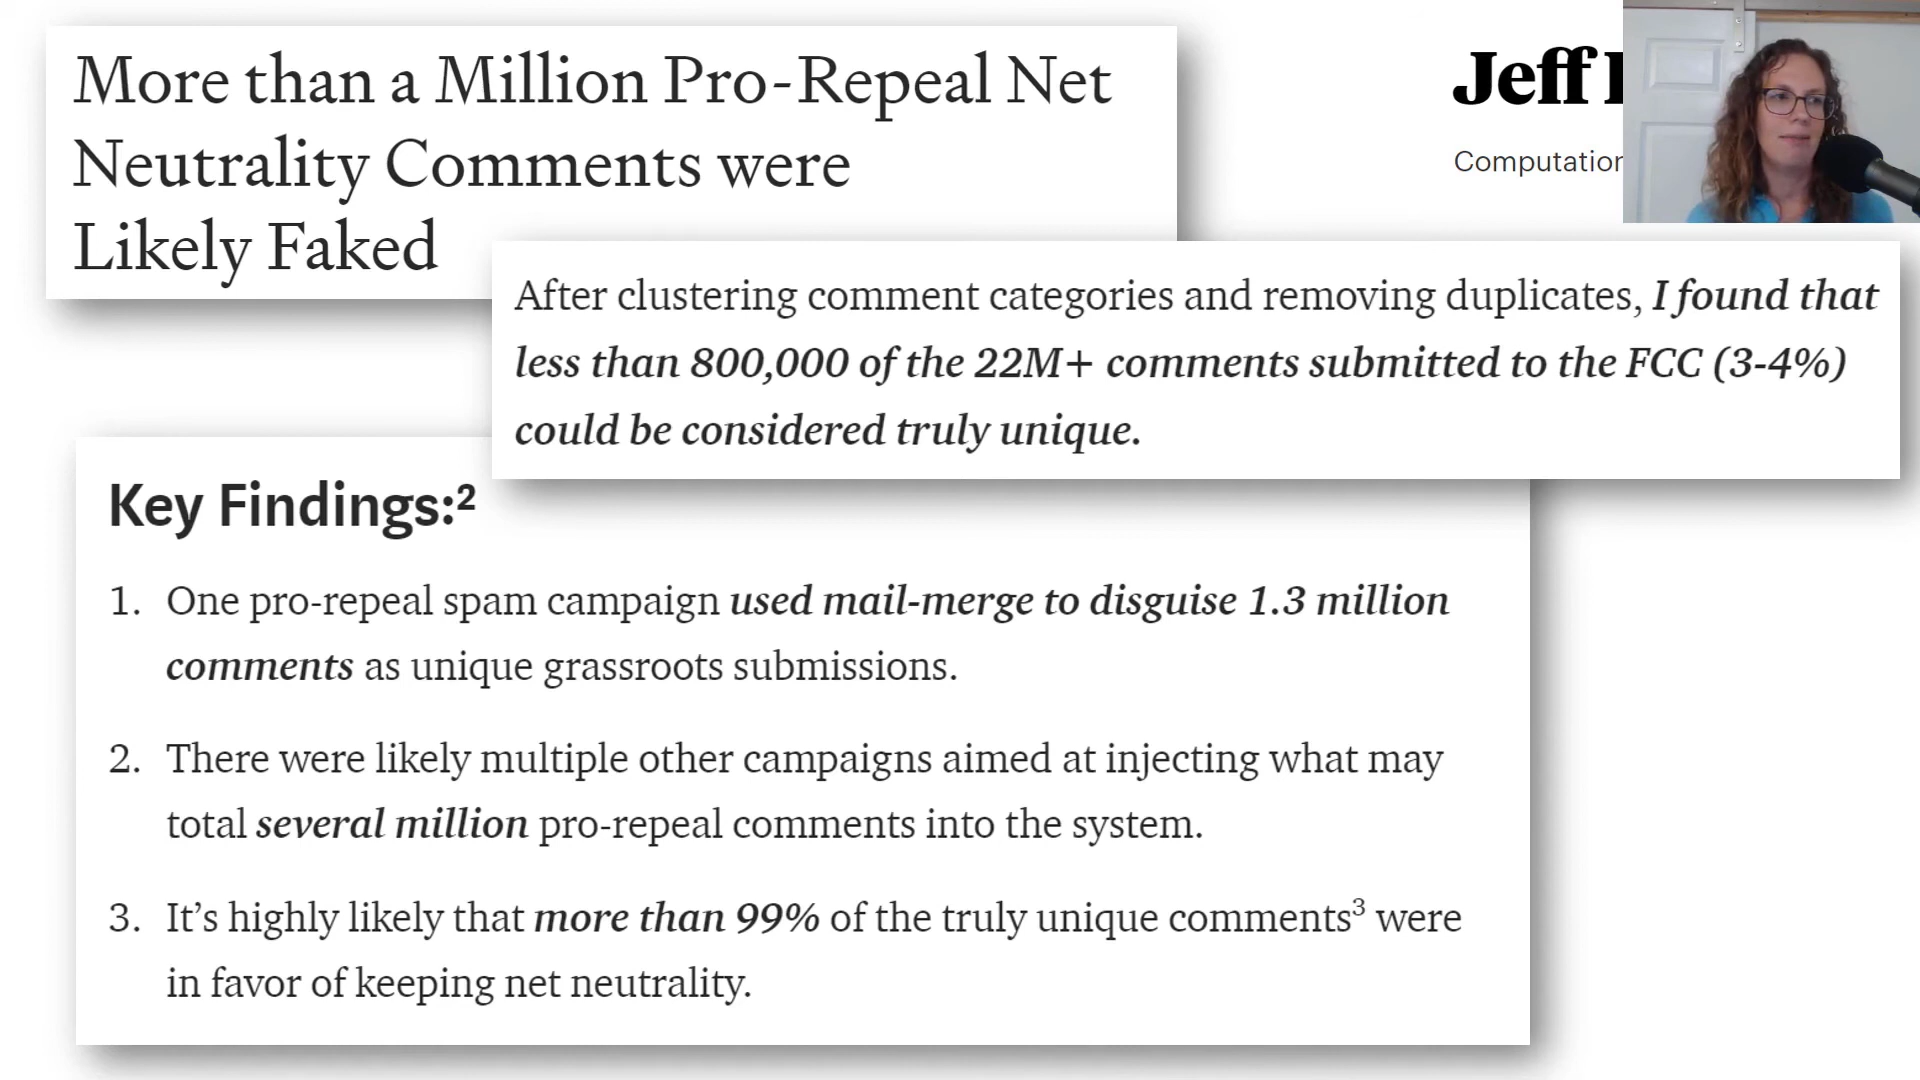 More than a Million Pro-Repeal Net
Neutrality Comments were
Likely Faked
Jeff
After clustering comment categories and removing duplicates, I found that
less than 800,000 of the 22M+ comments submitted to the FCC (3-4%)
could be considered truly unique.
Key Findings:²
1. One pro-repeal spam campaign used mail-merge to disguise 1.3 million
comments as unique grassroots submissions.
2. There were likely multiple other campaigns aimed at injecting what may
total several million pro-repeal comments into the system.
3. It’s highly likely that more than 99% of the truly unique comments³ were
in favor of keeping net neutrality.